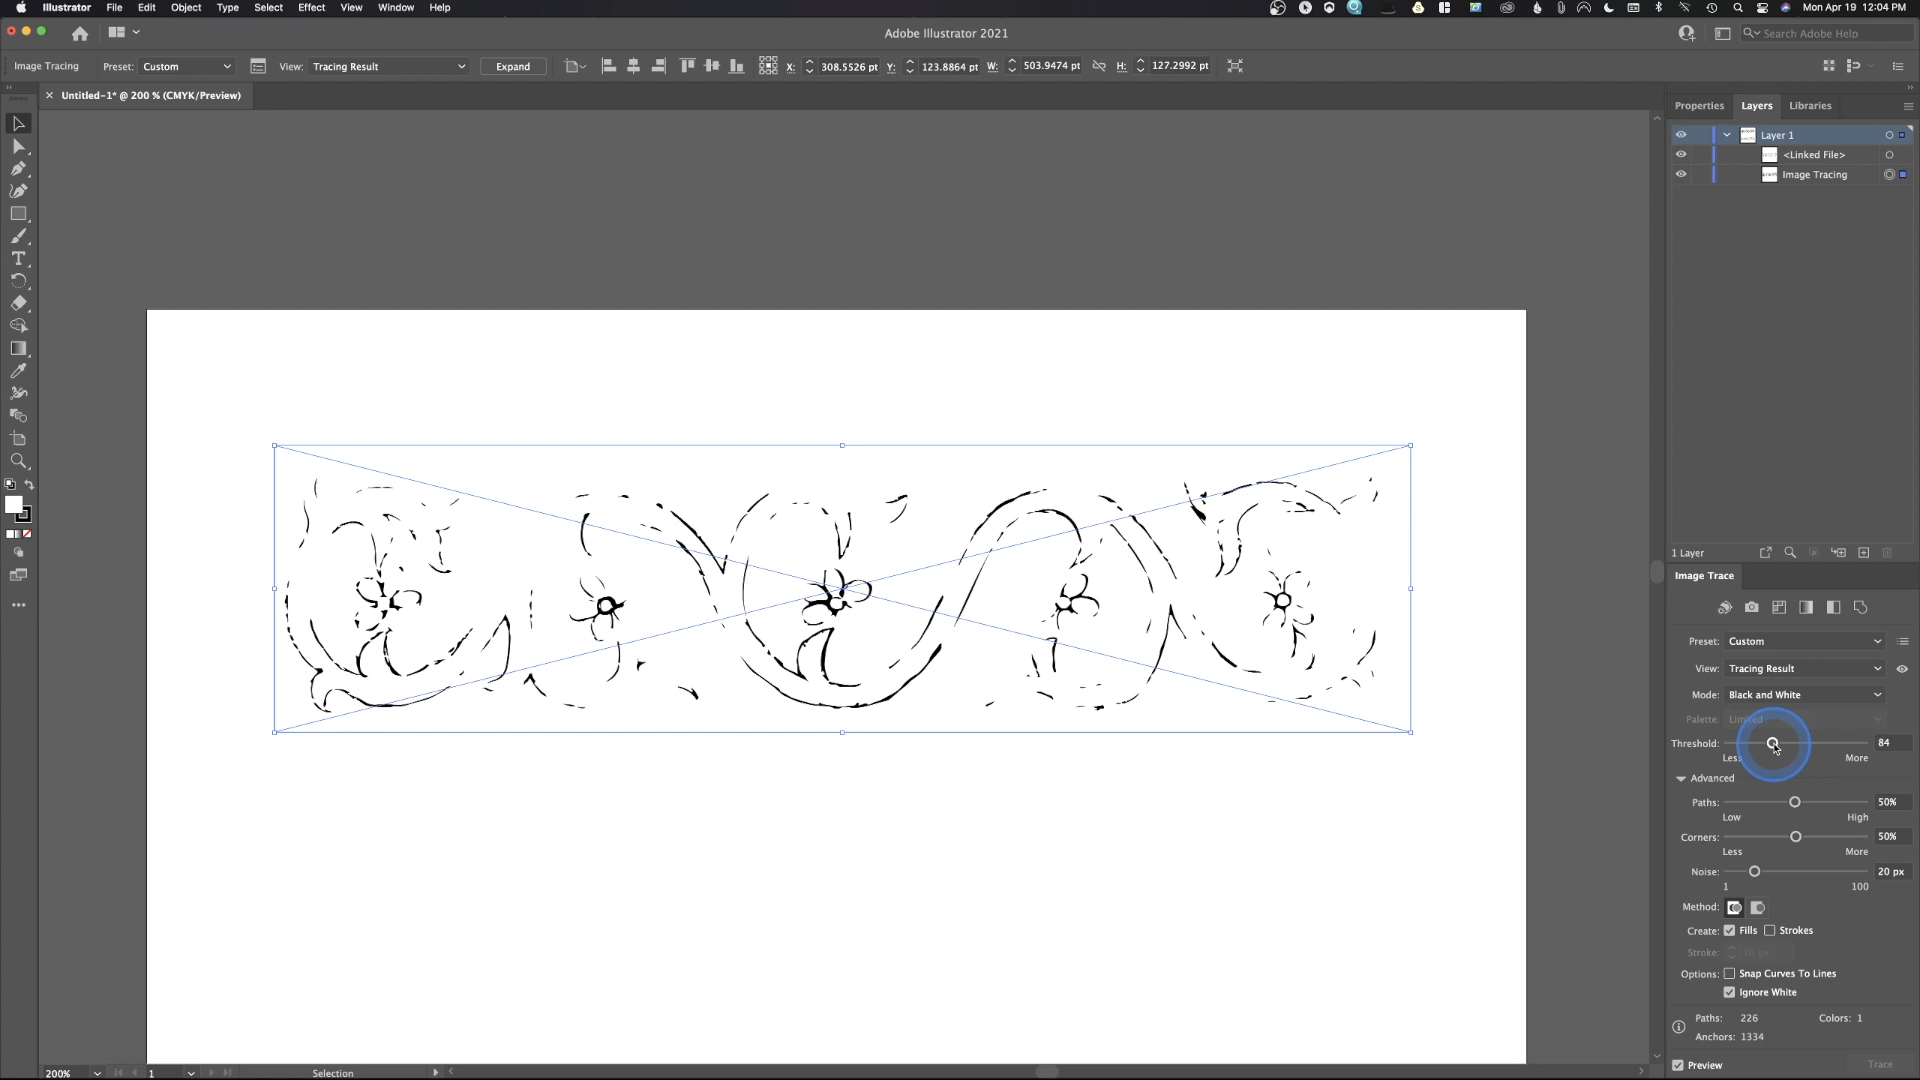 Illustrator File Edit Object Type Select Effect View Window Help
Mon Apr 19 12:04 PM
Adobe Illustrator 2021
Search Adobe Help
Image Tracing Preset: Custom View: Tracing Result Expand X: 308.5526 pt Y: 123.8864 pt W: 503.9474 pt H: 127.2992 pt
Untitled-1* @ 200 % (CMYK/Preview)
Properties Layers Libraries
Layer 1
<Linked File>
Image Tracing
1 Layer
Image Trace
Preset: Custom
View: Tracing Result
Mode: Black and White
Palette: Limited
Threshold: 84
Less More
Advanced
Paths: 50%
Low High
Corners: 50%
Less More
Noise: 20 px
1 100
Method:
Create: Fills Strokes
Stroke: 10 px
Options: Snap Curves To Lines
Ignore White
Paths: 226 Colors: 1
Anchors: 1334
Preview Trace
200% 1 Selection